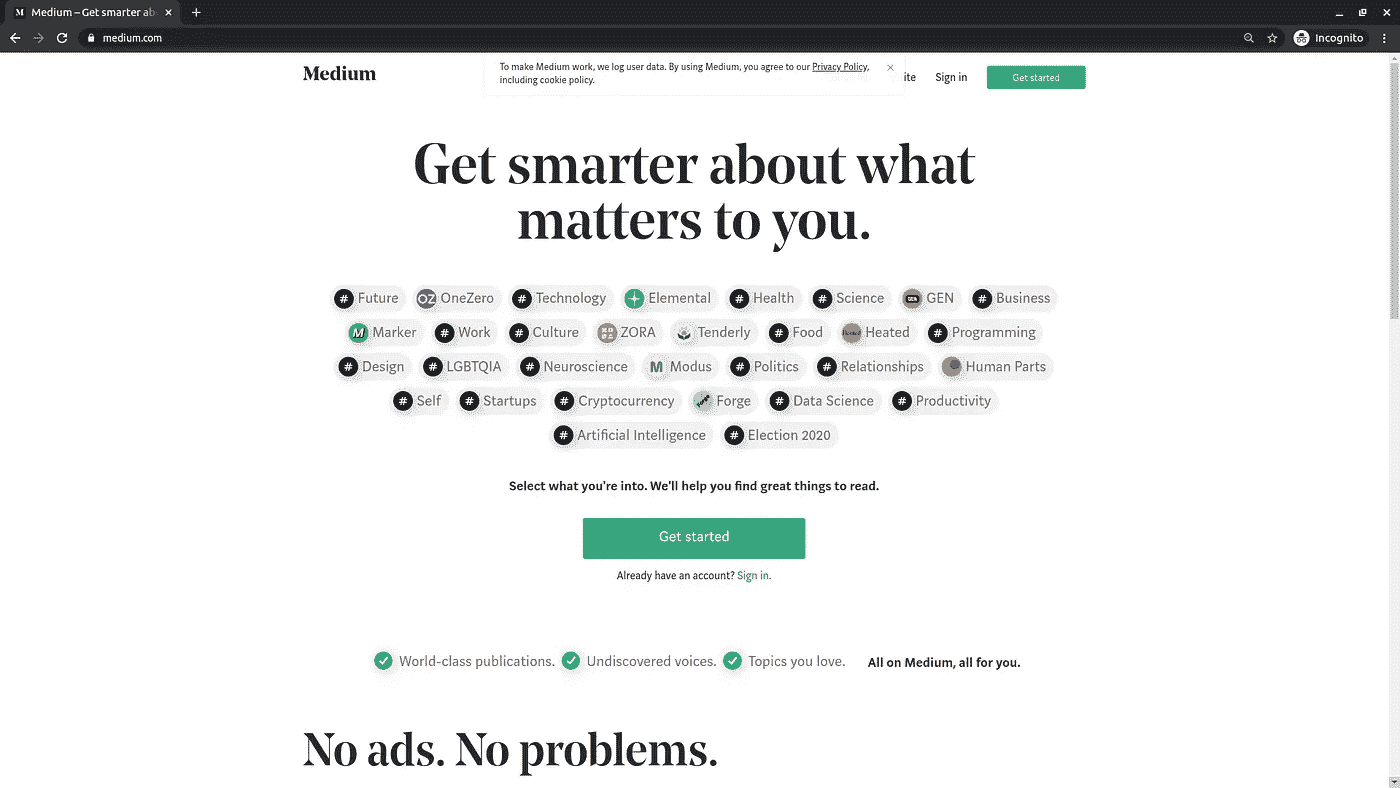 M Medium – Get smarter ab
medium.com
Incognito
Medium
To make Medium work, we log user data. By using Medium, you agree to our Privacy Policy,
including cookie policy.
Sign in
Get started
Get smarter about what
matters to you.
# Future OZ OneZero # Technology Elemental # Health # Science GEN GEN # Business
M Marker # Work # Culture ZORA Tenderly # Food Heated Heated # Programming
# Design # LGBTQIA # Neuroscience M Modus # Politics # Relationships Human Parts
# Self # Startups # Cryptocurrency Forge # Data Science # Productivity
# Artificial Intelligence # Election 2020
Select what you're into. We'll help you find great things to read.
Get started
Already have an account? Sign in.
World-class publications. Undiscovered voices. Topics you love. All on Medium, all for you.
No ads. No problems.